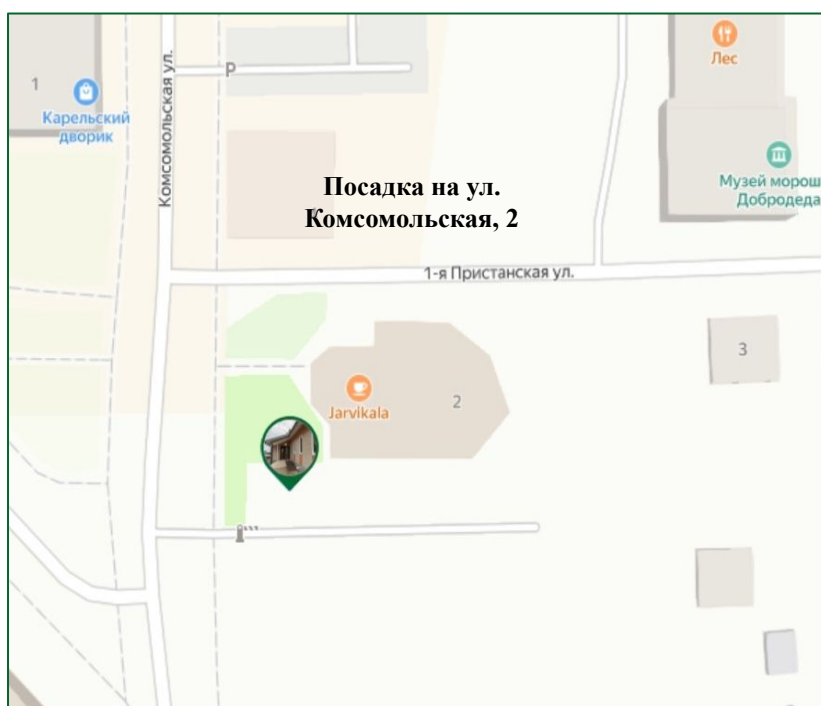 Комсомольская ул.
P
Лес
1
Карельский
дворик
Посадка на ул.
Комсомольская, 2
Музей морош
Добродеда
1-я Пристанская ул.
3
2
Jarvikala